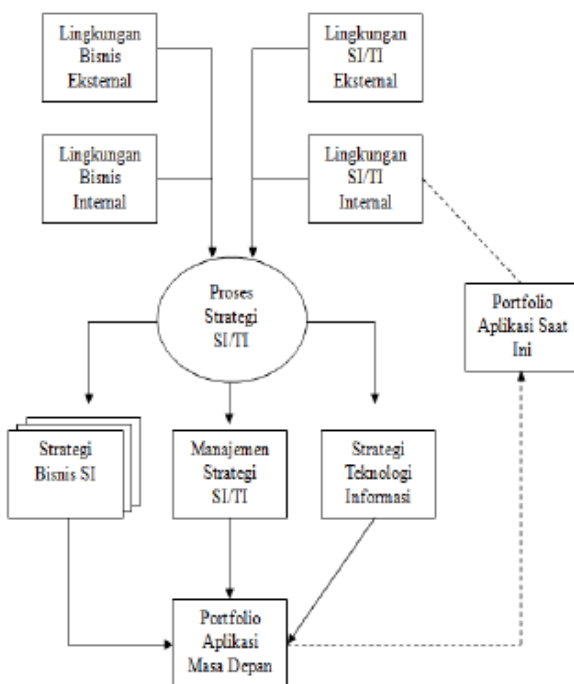 Lingkungan
Bisnis
Eksternal
Lingkungan
SI/TI
Eksternal
Lingkungan
Bisnis
Internal
Lingkungan
SI/TI
Internal
Proses
Strategi
SI/TI
Portfolio
Aplikasi Saat
Ini
Strategi
Bisnis SI
Manajemen
Strategi
SI/TI
Strategi
Teknologi
Informasi
Portfolio
Aplikasi
Masa Depan